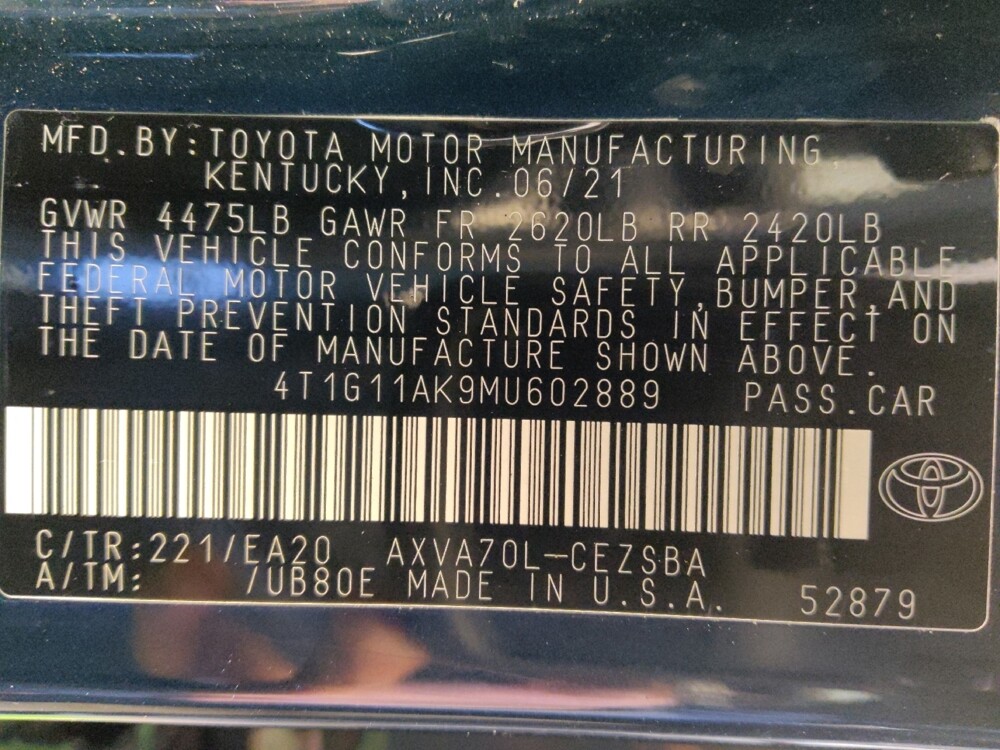 MFD. BY: TOYOTA MOTOR MANUFACTURING,
KENTUCKY, INC. 06/21
GVWR 4475LB GAWR FR 2620LB RR 2420LB
THIS VEHICLE CONFORMS TO ALL APPLICABLE
FEDERAL MOTOR VEHICLE SAFETY, BUMPER, AND
THEFT PREVENTION STANDARDS IN EFFECT ON
THE DATE OF MANUFACTURE SHOWN ABOVE.
4T1G11AK9MU602889 PASS. CAR
C/TR: 221/EA20 AXVA70L-CEZSBA
A/TM: /UB80E MADE IN U.S.A. 52879